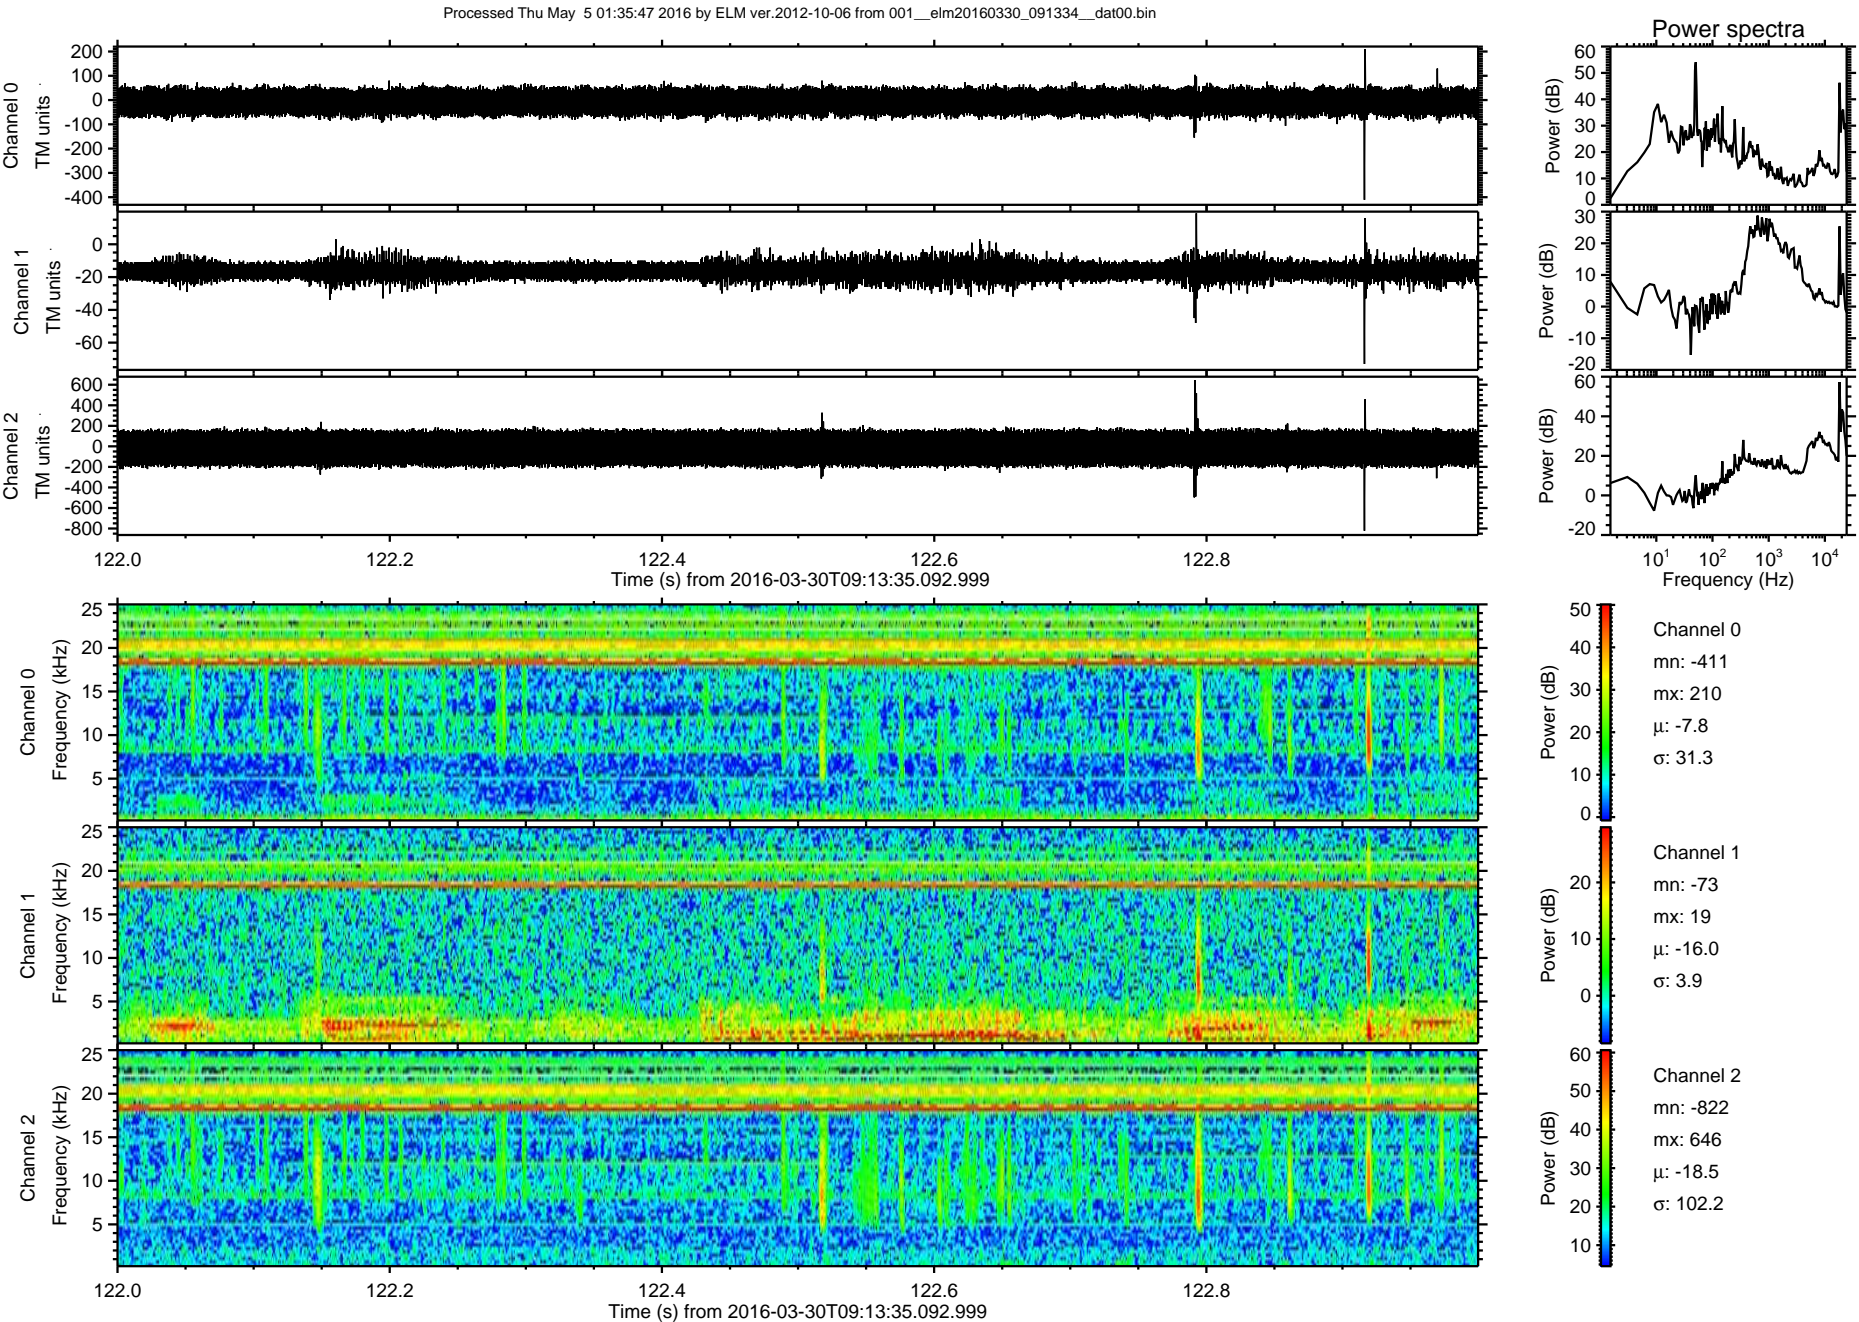 Processed Thu May  5 01:35:47 2016 by ELM ver.2012-10-06 from 001__elm20160330_091334__dat00.bin
Power spectra
Channel 0
TM units
200
100
0
-100
-200
-300
-400
Power (dB)
60
50
40
30
20
10
0
Channel 1
TM units
0
-20
-40
-60
Power (dB)
30
20
10
0
-10
-20
Channel 2
TM units
600
400
200
0
-200
-400
-600
-800
Power (dB)
60
40
20
0
-20
122.0 122.2 122.4 122.6 122.8
Time (s) from 2016-03-30T09:13:35.092.999
10¹ 10² 10³ 10⁴
Frequency (Hz)
Channel 0
Frequency (kHz)
25
20
15
10
5
Power (dB)
50
40
30
20
10
0
Channel 0
mn: -411
mx: 210
µ: -7.8
σ: 31.3
Channel 1
Frequency (kHz)
25
20
15
10
5
Power (dB)
20
10
0
Channel 1
mn: -73
mx: 19
µ: -16.0
σ: 3.9
Channel 2
Frequency (kHz)
25
20
15
10
5
Power (dB)
60
50
40
30
20
10
Channel 2
mn: -822
mx: 646
µ: -18.5
σ: 102.2
122.0 122.2 122.4 122.6 122.8
Time (s) from 2016-03-30T09:13:35.092.999